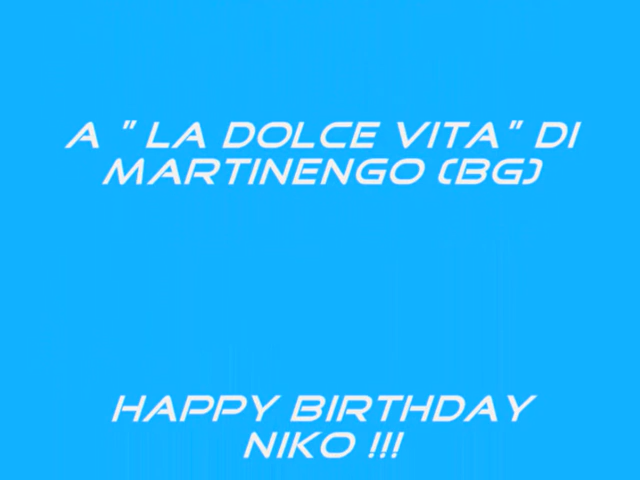 A " LA DOLCE VITA" DI
MARTINENGO (BG)
HAPPY BIRTHDAY
NIKO !!!